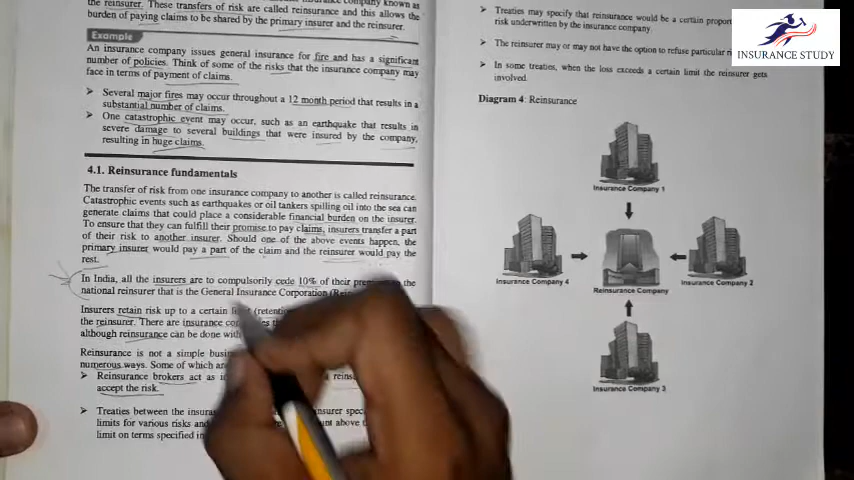 insurance company known as
the reinsurer. These transfers of risk are called reinsurance and this allows the
burden of paying claims to be shared by the primary insurer and the reinsurer.
Example
An insurance company issues general insurance for fire and has a significant
number of policies. Think of some of the risks that the insurance company may
face in terms of payment of claims.
➢ Several major fires may occur throughout a 12 month period that results in a
substantial number of claims.
➢ One catastrophic event may occur, such as an earthquake that results in
severe damage to several buildings that were insured by the company,
resulting in huge claims.
4.1. Reinsurance fundamentals
The transfer of risk from one insurance company to another is called reinsurance.
Catastrophic events such as earthquakes or oil tankers spilling oil into the sea can
generate claims that could place a considerable financial burden on the insurer.
To ensure that they can fulfill their promise to pay claims, insurers transfer a part
of their risk to another insurer. Should one of the above events happen, the
primary insurer would pay a part of the claim and the reinsurer would pay the
rest.
In India, all the insurers are to compulsorily cede 10% of their the
national reinsurer that is the General Insurance Corporation
Insurers retain risk up to a certain
the reinsurer. There are insurance
although reinsurance can be done with
Reinsurance is not a simple
numerous ways. Some of which
➢ Reinsurance brokers act as a
accept the risk.
➢ Treaties between the insurer
limits for various risks and above
limit on terms specified
➢ Treaties may specify that reinsurance would be a certain
risk underwritten by the insurance company.
➢ The reinsurer may or may not have the option to refuse particular
➢ In some treaties, when the loss exceeds a certain limit the reinsurer gets
involved.
Diagram 4: Reinsurance
Insurance Company 1
Insurance Company 4
Reinsurance Company
Insurance Company 2
Insurance Company 3
INSURANCE STUDY